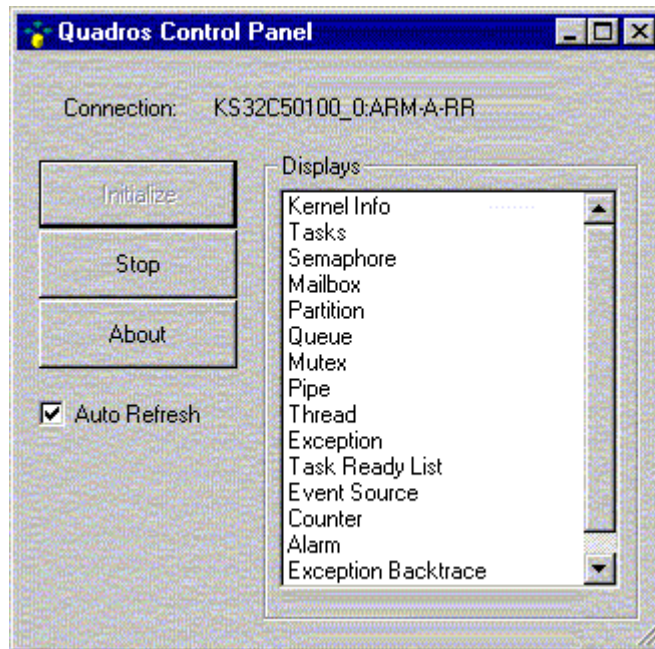 Quadros Control Panel
Connection: KS32C50100_0:ARM-A-RR
Initialize
Stop
About
Auto Refresh
Displays
Kernel Info
Tasks
Semaphore
Mailbox
Partition
Queue
Mutex
Pipe
Thread
Exception
Task Ready List
Event Source
Counter
Alarm
Exception Backtrace